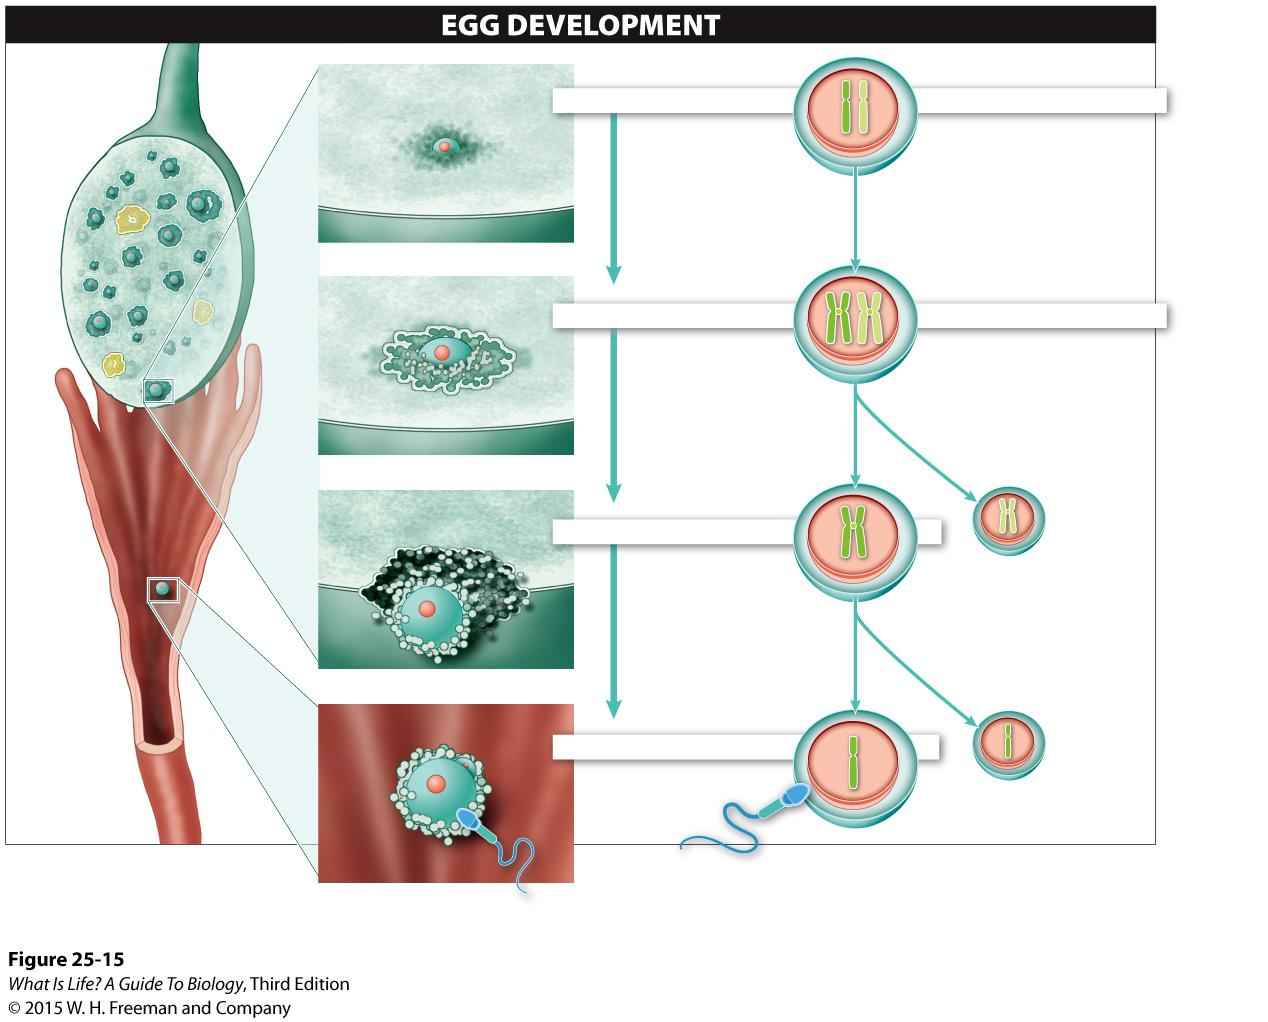 EGG DEVELOPMENT
Figure 25-15
What Is Life? A Guide To Biology, Third Edition
© 2015 W. H. Freeman and Company